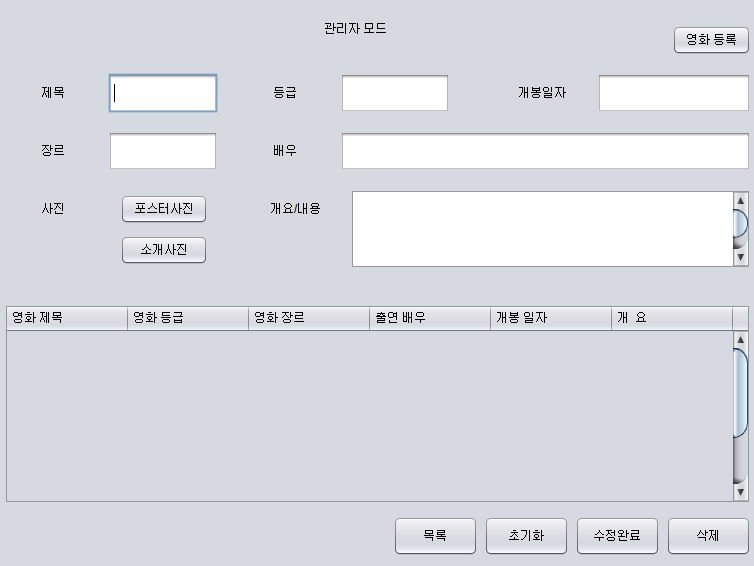 관리자 모드
영화 등록
제목
등급
개봉일자
장르
배우
사진
포스터사진
개요/내용
소개사진
영화 제목 영화 등급 영화 장르 출연 배우 개봉 일자 개 요
목록 초기화 수정완료 삭제